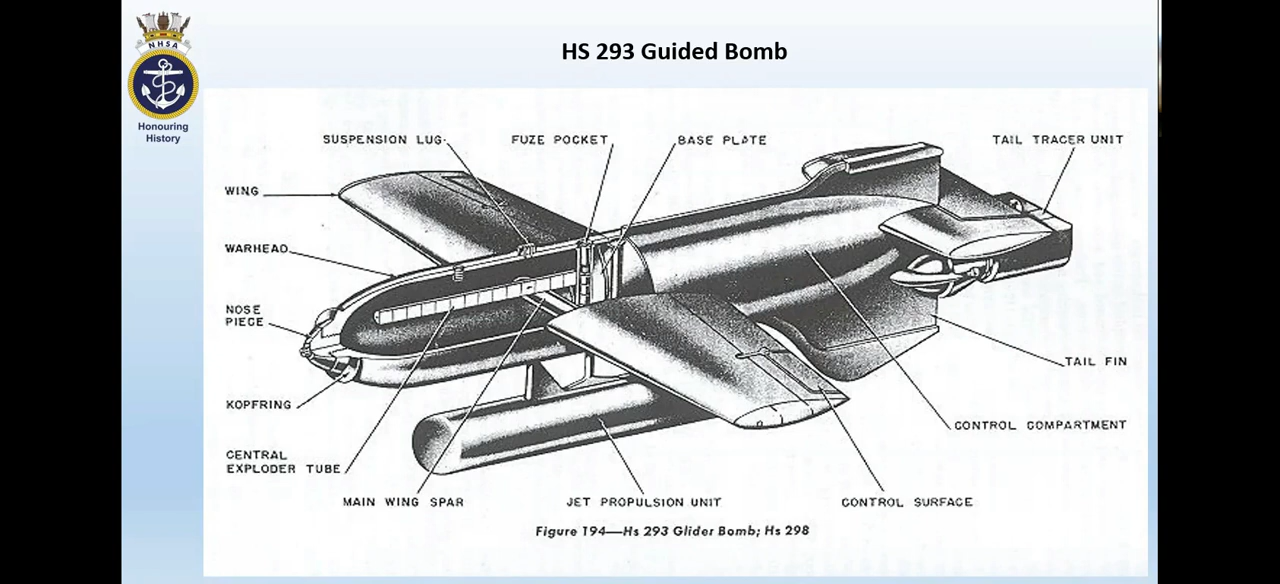 HS 293 Guided Bomb
NHSA
Honouring
History
SUSPENSION LUG
FUZE POCKET
BASE PLATE
TAIL TRACER UNIT
WING
WARHEAD
NOSE
PIECE
TAIL FIN
KOPFRING
CONTROL COMPARTMENT
CENTRAL
EXPLODER TUBE
MAIN WING SPAR
JET PROPULSION UNIT
CONTROL SURFACE
Figure 194—Hs 293 Glider Bomb; Hs 298